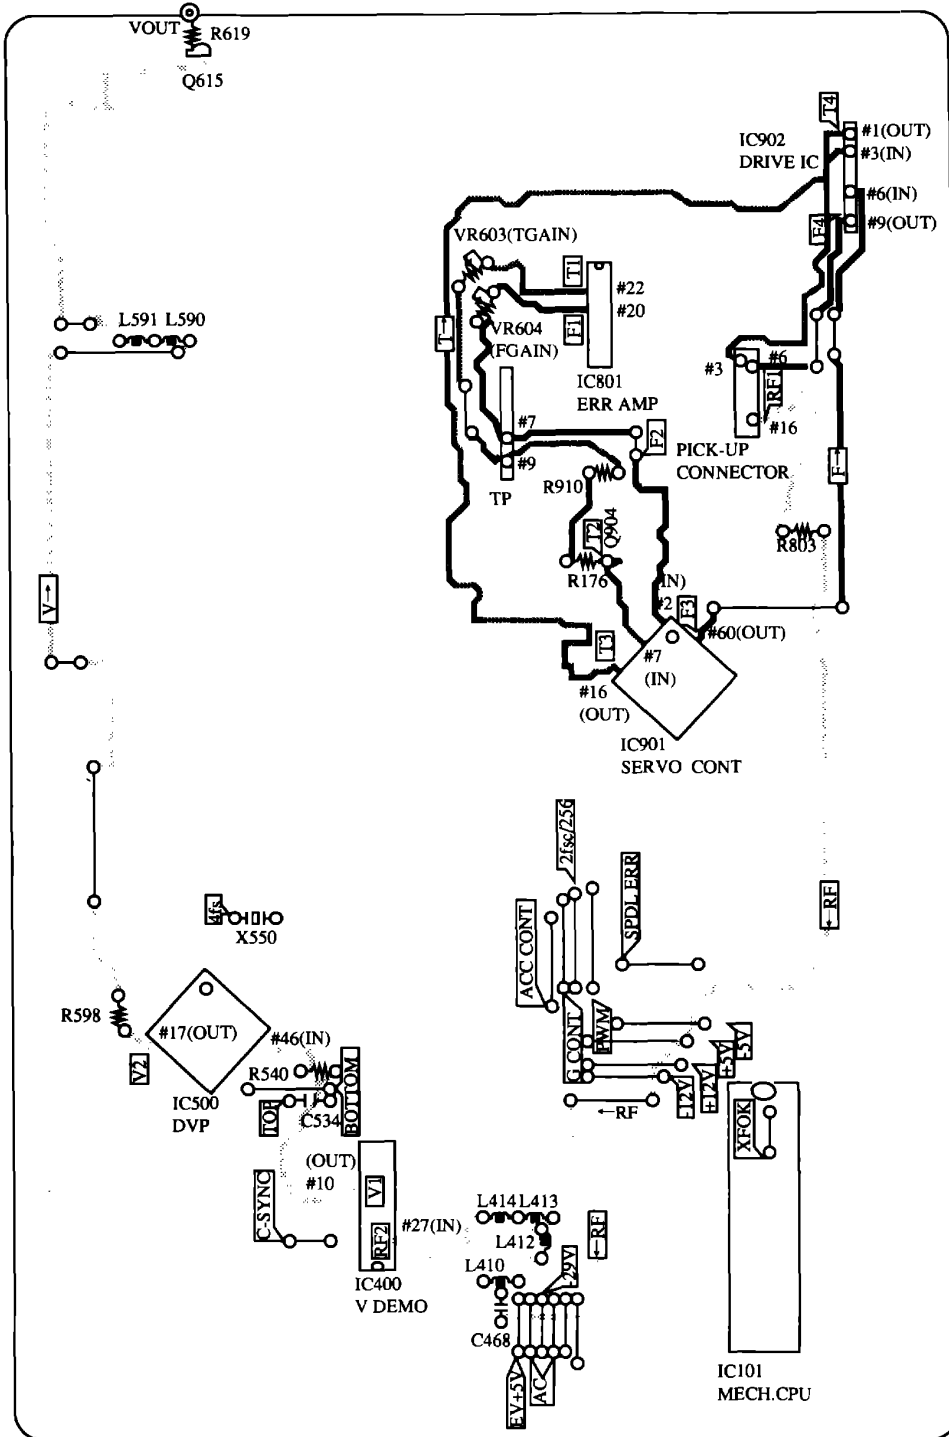 VOUT
R619
Q615
T4
IC902
DRIVE IC
#1(OUT)
#3(IN)
#6(IN)
F4
#9(OUT)
VR603(TGAIN)
T1
#22
#20
L591 L590
T→
VR604
(FGAIN)
F1
IC801
ERR AMP
#3
#6
RF1
#16
#7
F2
PICK-UP
CONNECTOR
F→
#9
R910
TP
T2
Q904
R803
R176
(IN)
#2
V→
F3
#60(OUT)
T3
#7
(IN)
#16
(OUT)
IC901
SERVO CONT
2fsc/256
4fs
X550
ACC CONT
SPDL ERR
←RF
R598
#17(OUT)
#46(IN)
V2
R540
G CONT
PWM
-5V
+5V
+12V
-12V
IC500
DVP
TOP
C534
BOTTOM
←RF
XFOK
(OUT)
#10
V1
C-SYNC
RF2
#27(IN)
L414 L413
L412
←RF
L410
-29V
IC400
V DEMO
C468
EV+5V
AC
IC101
MECH.CPU